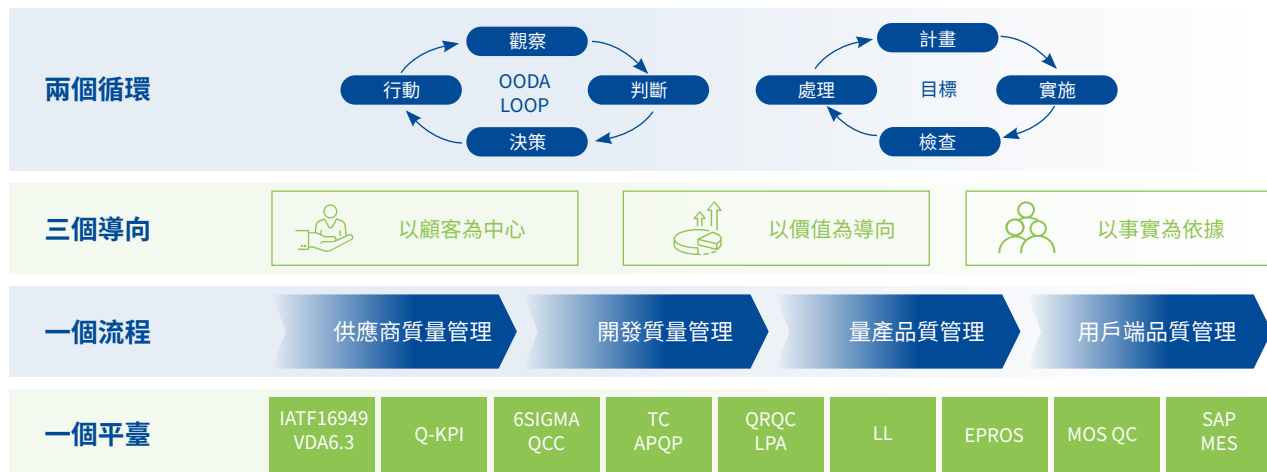 兩個循環
觀察
行動
OODA
LOOP
判斷
決策
計畫
處理
目標
實施
檢查
三個導向
以顧客為中心
以價值為導向
以事實為依據
一個流程
供應商質量管理
開發質量管理
量產品質管理
用戶端品質管理
一個平臺
IATF16949
VDA6.3
Q-KPI
6SIGMA
QCC
TC
APQP
QRQC
LPA
LL
EPROS
MOS QC
SAP
MES